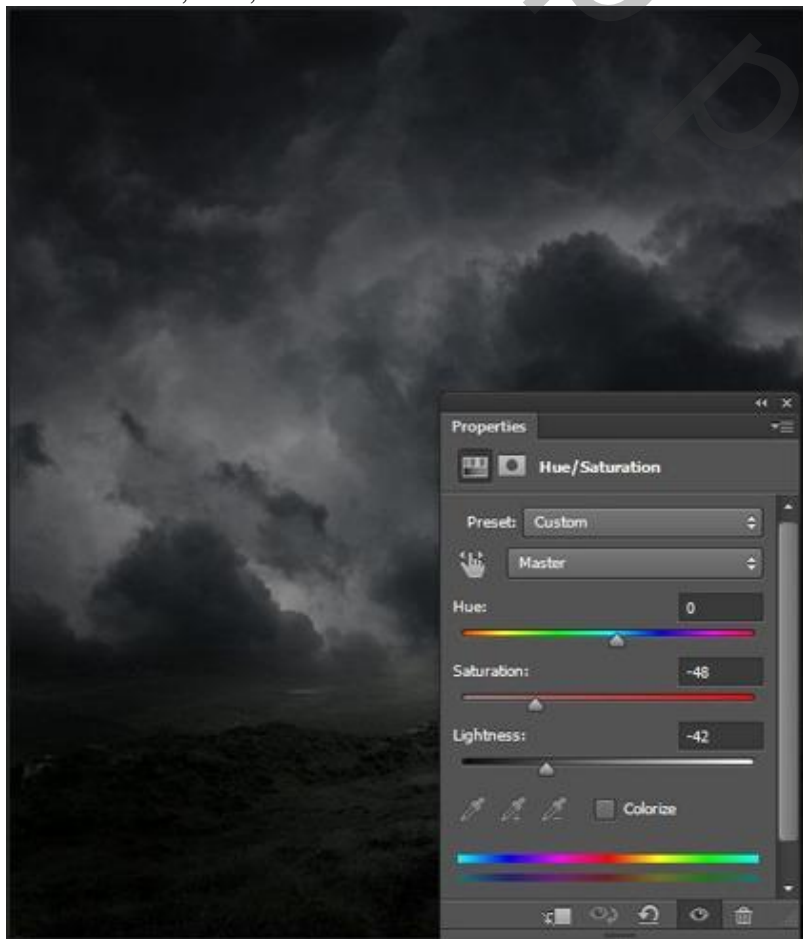 Properties
Hue/Saturation
Preset: Custom
Master
Hue: 0
Saturation: -48
Lightness: -42
Colorize